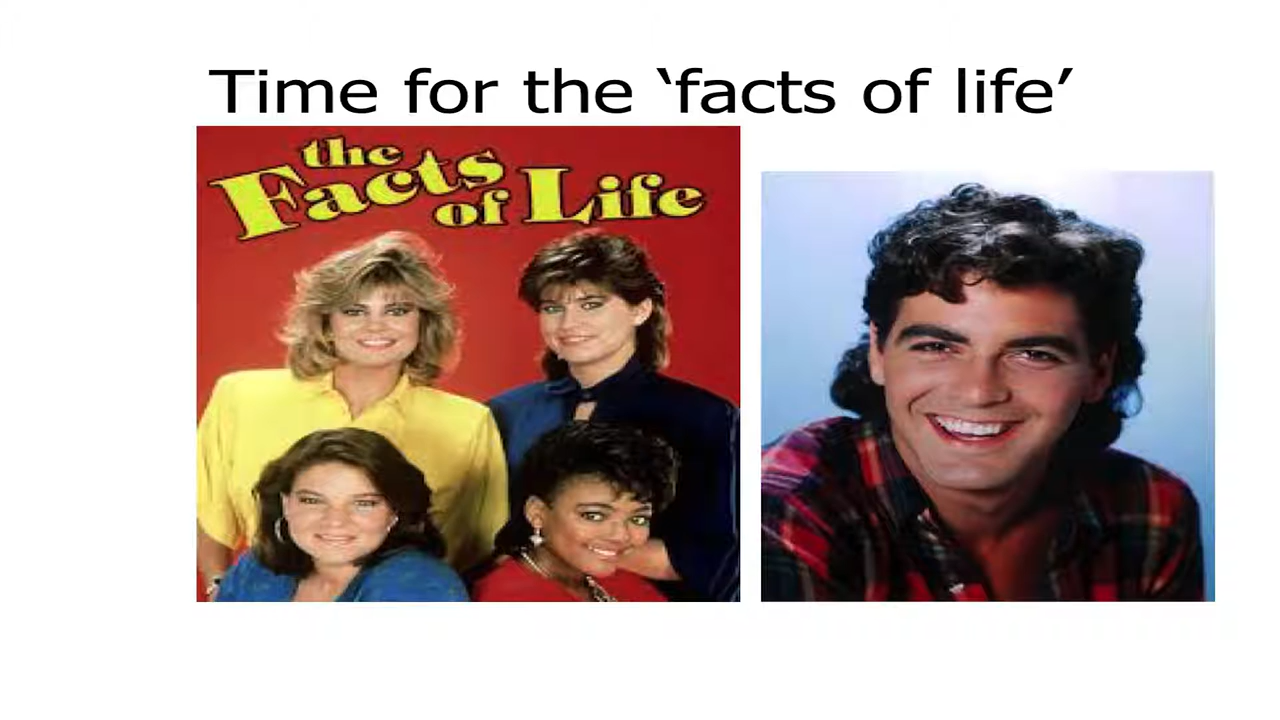 Time for the ‘facts of life’
the
Facts
of Life